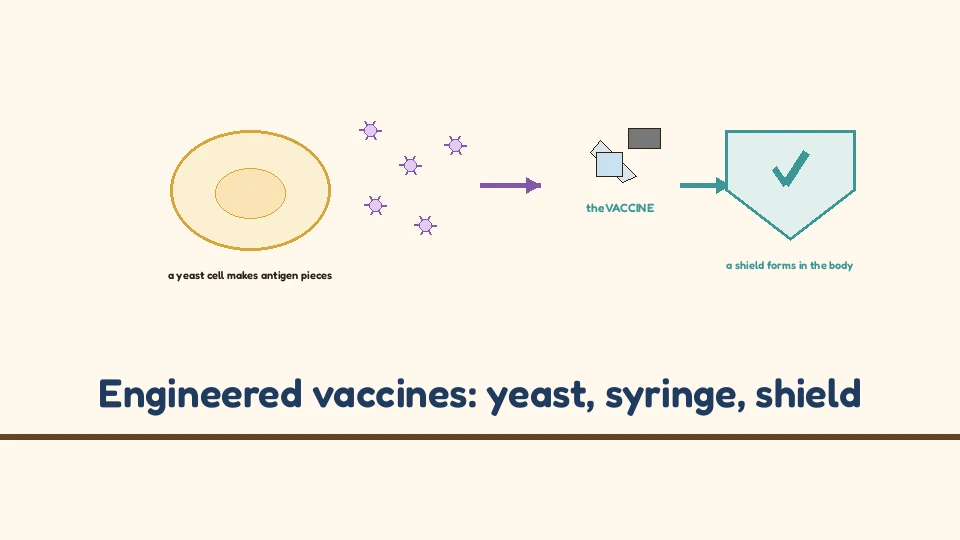 the VACCINE
a shield forms in the body
a yeast cell makes antigen pieces
Engineered vaccines: yeast, syringe, shield